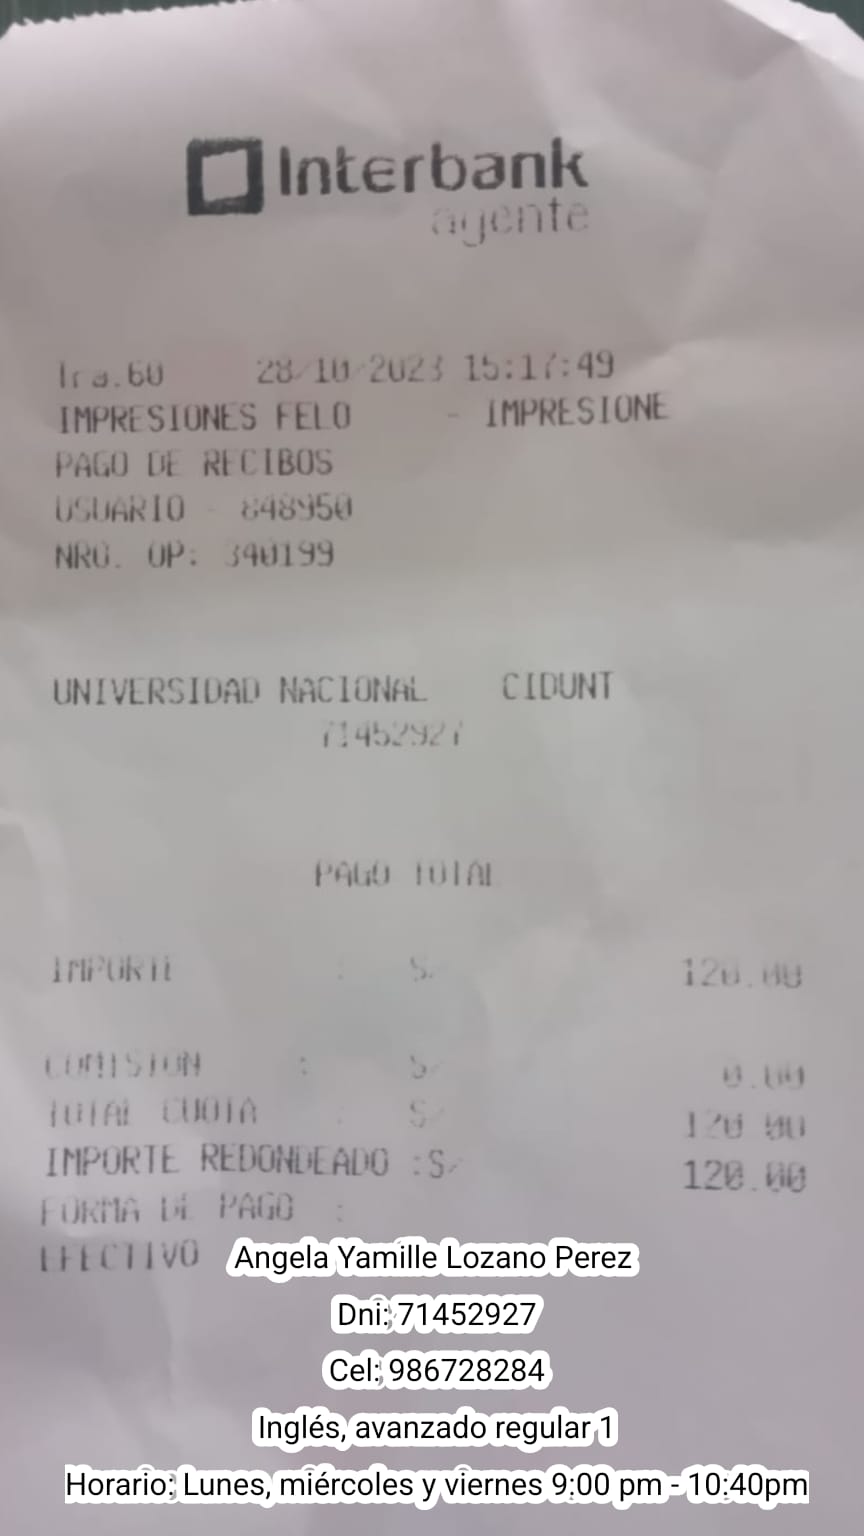 Interbank
agente
Tra.60 28/10/2023 15:17:49
IMPRESIONES FELO - IMPRESIONE
PAGO DE RECIBOS
USUARIO - 848950
NRO. OP: 340199
UNIVERSIDAD NACIONAL CIDUNT
71452927
PAGO TOTAL
IMPORTE : S/ 120.00
COMISION : S/ 0.00
TOTAL CUOTA : S/ 120.00
IMPORTE REDONDEADO :S/ 120.00
FORMA DE PAGO :
EFECTIVO Angela Yamille Lozano Perez
Dni: 71452927
Cel: 986728284
Inglés, avanzado regular 1
Horario: Lunes, miércoles y viernes 9:00 pm - 10:40pm